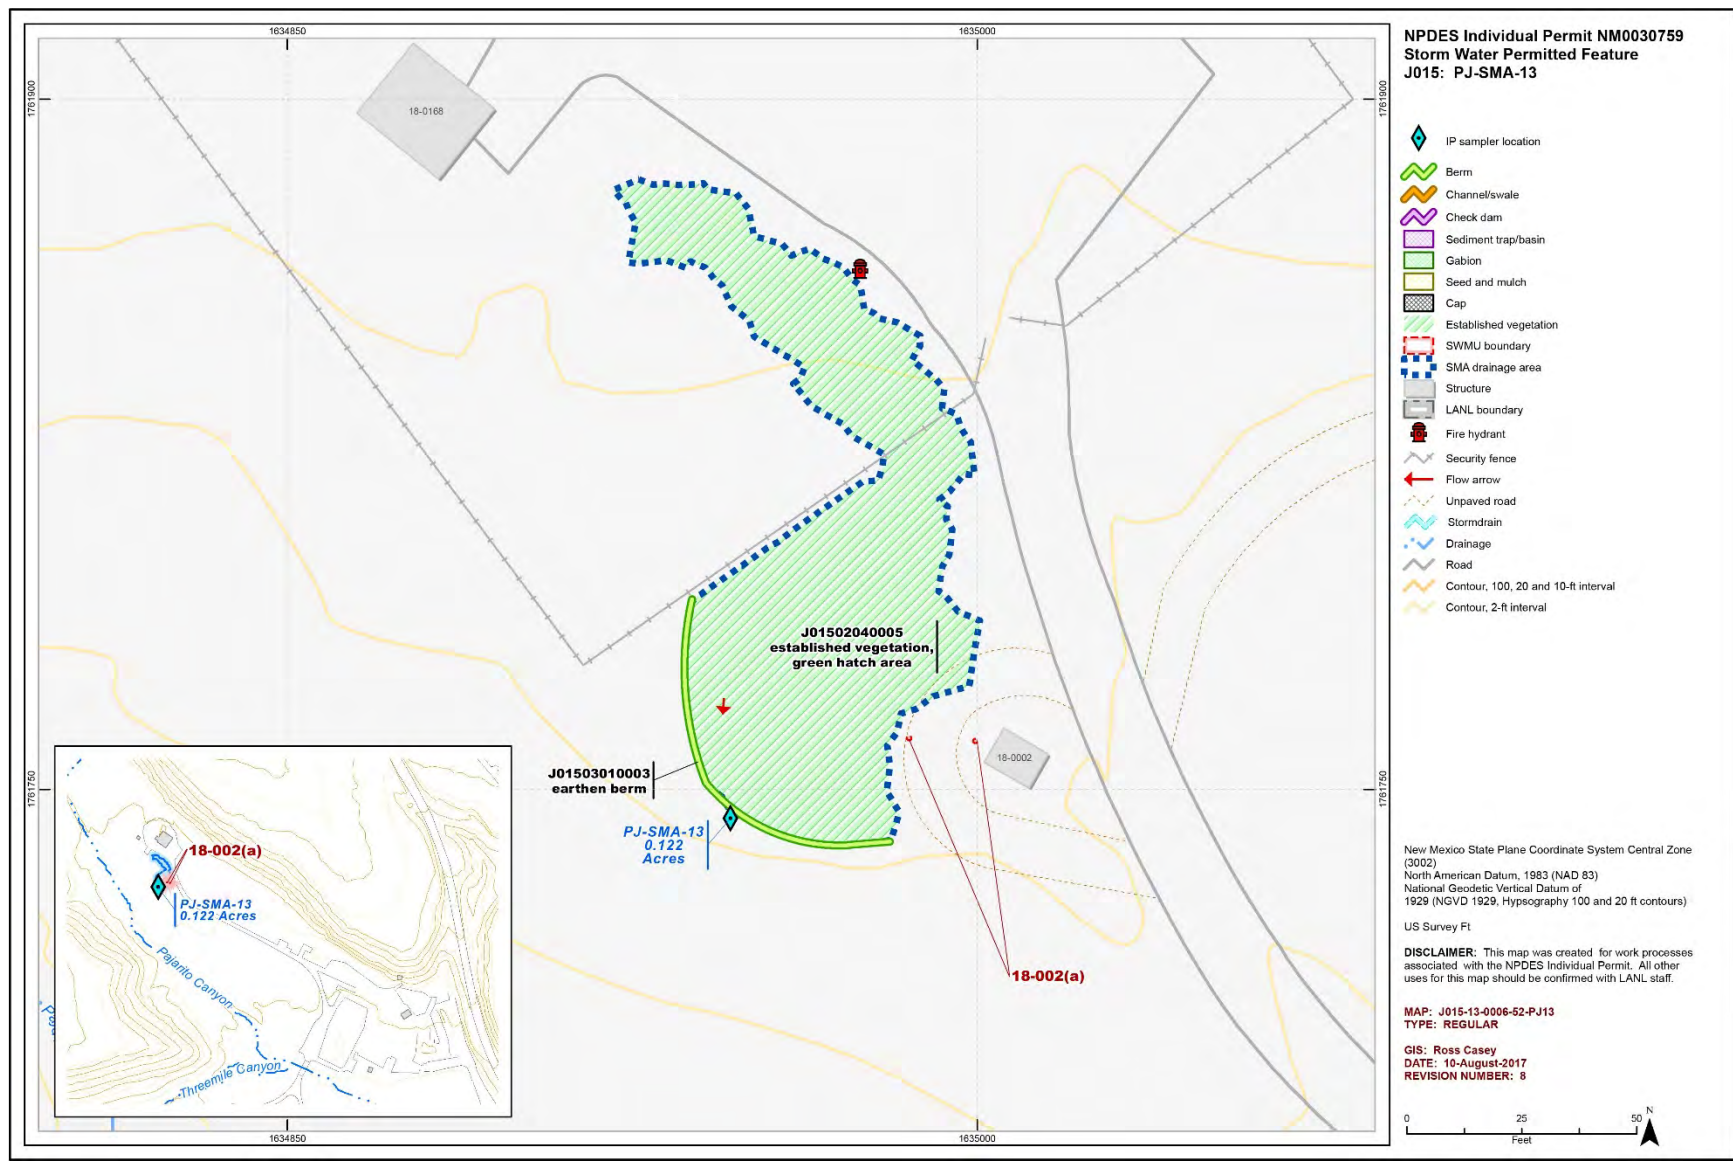 1634850
1635000
NPDES Individual Permit NM0030759
Storm Water Permitted Feature
J015: PJ-SMA-13
1761900
1761900
18-0168
IP sampler location
Berm
Channel/swale
Check dam
Sediment trap/basin
Gabion
Seed and mulch
Cap
Established vegetation
SWMU boundary
SMA drainage area
Structure
LANL boundary
Fire hydrant
Security fence
Flow arrow
Unpaved road
Stormdrain
Drainage
Road
Contour, 100, 20 and 10-ft interval
Contour, 2-ft interval
J01502040005
established vegetation,
green hatch area
18-0002
J01503010003
earthen berm
1761750
1761750
PJ-SMA-13
0.122
Acres
18-002(a)
18-002(a)
PJ-SMA-13
0.122 Acres
Pajarito Canyon
Threemile Canyon
New Mexico State Plane Coordinate System Central Zone
(3002)
North American Datum, 1983 (NAD 83)
National Geodetic Vertical Datum of
1929 (NGVD 1929, Hypsography 100 and 20 ft contours)
US Survey Ft
DISCLAIMER: This map was created for work processes
associated with the NPDES Individual Permit. All other
uses for this map should be confirmed with LANL staff.
MAP: J015-13-0006-52-PJ13
TYPE: REGULAR
GIS: Ross Casey
DATE: 10-August-2017
REVISION NUMBER: 8
0 25 50
Feet
N
1634850
1635000